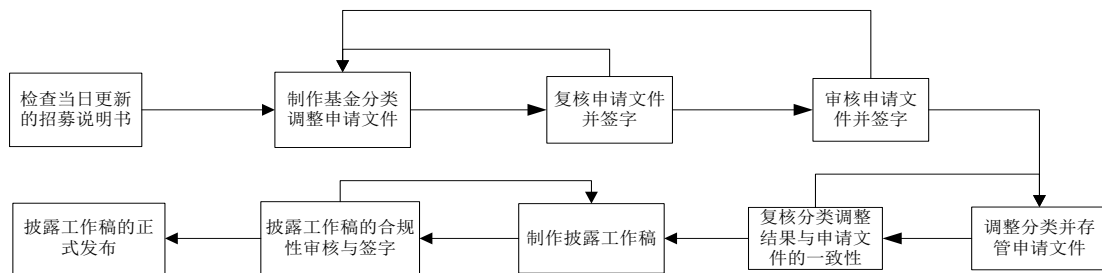 检查当日更新
的招募说明书
制作基金分类
调整申请文件
复核申请文件
并签字
审核申请文
件并签字
披露工作稿的正
式发布
披露工作稿的合规
性审核与签字
制作披露工作稿
复核分类调整
结果与申请文
件的一致性
调整分类并存
管申请文件